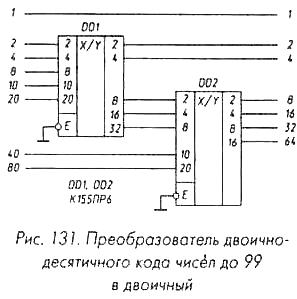 1 1
DD1
2 2 X/Y 2 2
4 4 4 4
8 8 DD2
10 10
20 20 8 2 X/Y 2 8
16 4 4 16
E 32 8 8 32
16 64
40 10
80 20
DD1, DD2 E
К155ПР6
Рис. 131. Преобразователь двоично-
десятичного кода чисел до 99
в двоичный